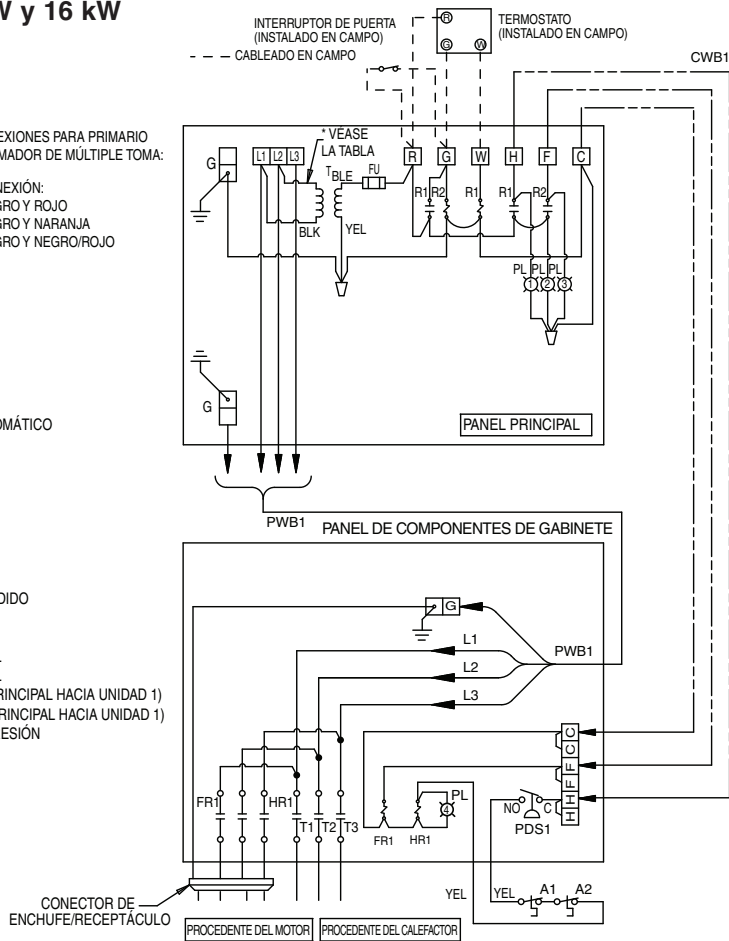 W y 16 kW
INTERRUPTOR DE PUERTA
(INSTALADO EN CAMPO)
TERMOSTATO
(INSTALADO EN CAMPO)
R
G
W
CABLEADO EN CAMPO
CWB1
EXIONES PARA PRIMARIO
MADOR DE MÚLTIPLE TOMA:
NEXIÓN:
GRO Y ROJO
GRO Y NARANJA
GRO Y NEGRO/ROJO
* VÉASE
LA TABLA
G
L1 L2 L3
T
BLE
FU
R
G
W
H
F
C
R1 R2
R1
R1
R2
BLK
YEL
PL PL PL
1
2
3
G
PANEL PRINCIPAL
OMÁTICO
PWB1
PANEL DE COMPONENTES DE GABINETE
DIDO
RINCIPAL HACIA UNIDAD 1)
RINCIPAL HACIA UNIDAD 1)
ESIÓN
G
L1
L2
L3
PWB1
C
C
F
F
H
H
FR1
HR1
T1 T2 T3
FR1
HR1
4
PL
NO
C
PDS1
YEL
YEL
A1
A2
CONECTOR DE
ENCHUFE/RECEPTÁCULO
PROCEDENTE DEL MOTOR
PROCEDENTE DEL CALEFACTOR